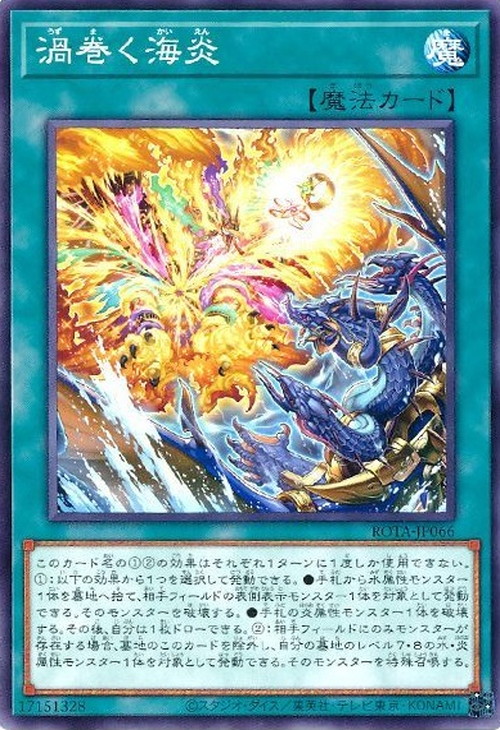 渦巻く海炎
魔
【魔法カード】
ROTA-JP066
このカード名の①②の効果はそれぞれ1ターンに1度しか使用できない。
①:以下の効果から1つを選択して発動できる。●手札から水属性モンスター
1体を墓地へ捨て、相手フィールドの表側表示モンスター1体を対象として発動
できる。そのモンスターを破壊する。●手札の炎属性モンスター1体を破壊
する。その後、自分は1枚ドローできる。②:相手フィールドにのみモンスターが
存在する場合、墓地のこのカードを除外し、自分の墓地のレベル7・8の水・炎
属性モンスター1体を対象として発動できる。そのモンスターを特殊召喚する。
17151328 ©スタジオ・ダイス/集英社・テレビ東京・KONAMI